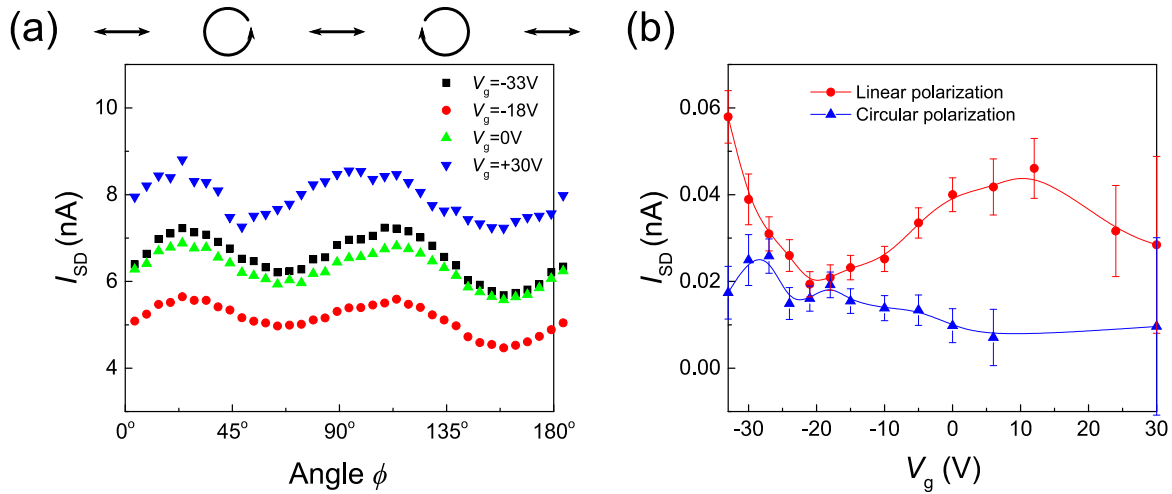 (a)
10
8
6
4
I_SD (nA)
V_g=-33V
V_g=-18V
V_g=0V
V_g=+30V
0° 45° 90° 135° 180°
Angle ϕ
(b)
0.06
0.04
0.02
0.00
I_SD (nA)
Linear polarization
Circular polarization
-30 -20 -10 0 10 20 30
V_g (V)